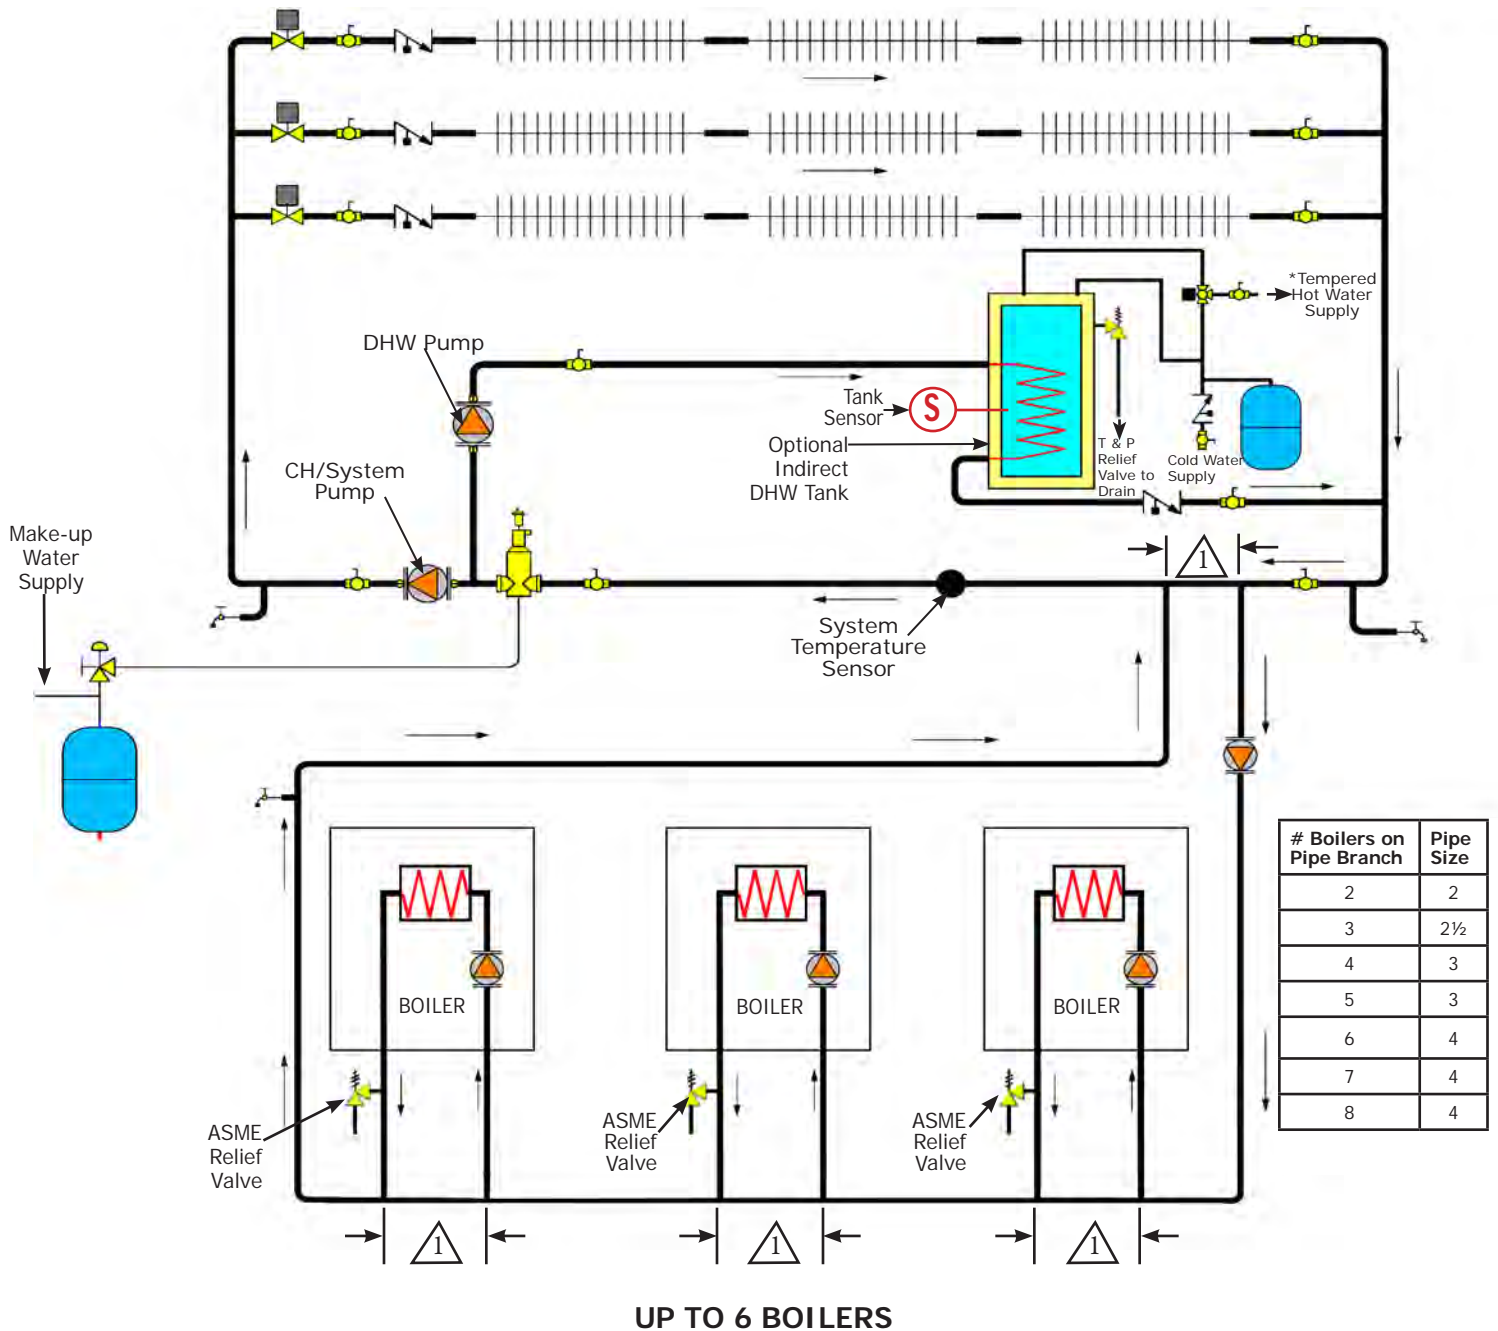 *Tempered
Hot Water
Supply
DHW Pump
Tank
Sensor
S
Optional
Indirect
DHW Tank
T & P
Relief
Valve to
Drain
Cold Water
Supply
CH/System
Pump
Make-up
Water
Supply
1
System
Temperature
Sensor
# Boilers on
Pipe Branch
Pipe
Size
2 2
3 2½
4 3
5 3
6 4
7 4
8 4
BOILER
BOILER
BOILER
ASME
Relief
Valve
ASME
Relief
Valve
ASME
Relief
Valve
1
1
1
UP TO 6 BOILERS